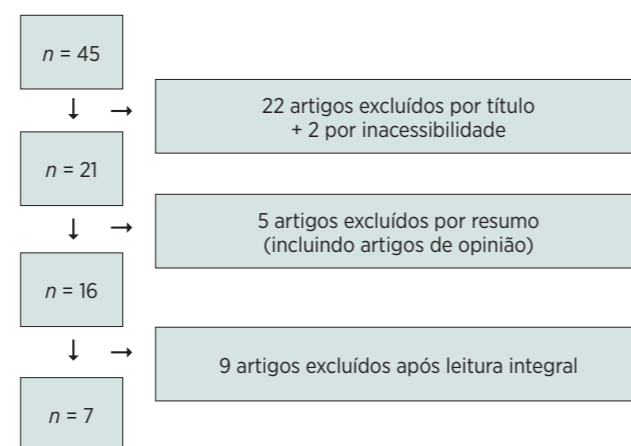 n = 45
↓ →
22 artigos excluídos por título
+ 2 por inacessibilidade
n = 21
↓ →
5 artigos excluídos por resumo
(incluindo artigos de opinião)
n = 16
↓ →
9 artigos excluídos após leitura integral
n = 7